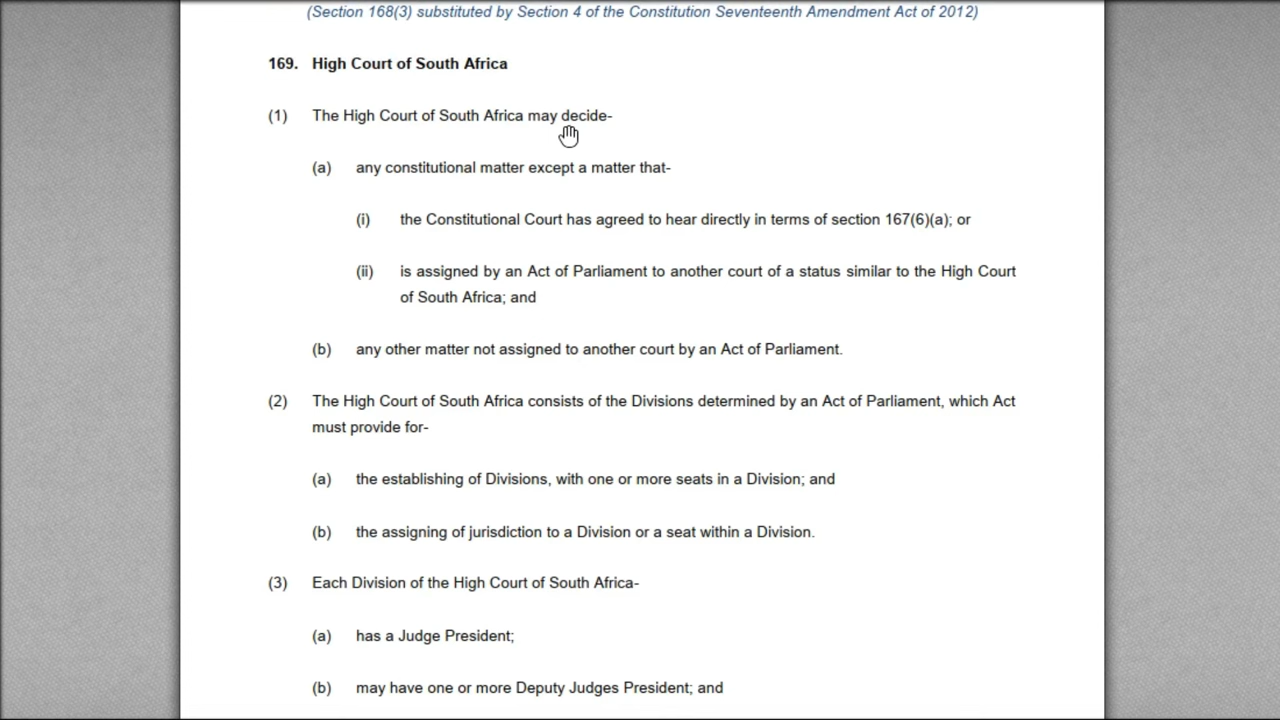 (Section 168(3) substituted by Section 4 of the Constitution Seventeenth Amendment Act of 2012)
169. High Court of South Africa
(1) The High Court of South Africa may decide-
(a) any constitutional matter except a matter that-
(i) the Constitutional Court has agreed to hear directly in terms of section 167(6)(a); or
(ii) is assigned by an Act of Parliament to another court of a status similar to the High Court
of South Africa; and
(b) any other matter not assigned to another court by an Act of Parliament.
(2) The High Court of South Africa consists of the Divisions determined by an Act of Parliament, which Act
must provide for-
(a) the establishing of Divisions, with one or more seats in a Division; and
(b) the assigning of jurisdiction to a Division or a seat within a Division.
(3) Each Division of the High Court of South Africa-
(a) has a Judge President;
(b) may have one or more Deputy Judges President; and